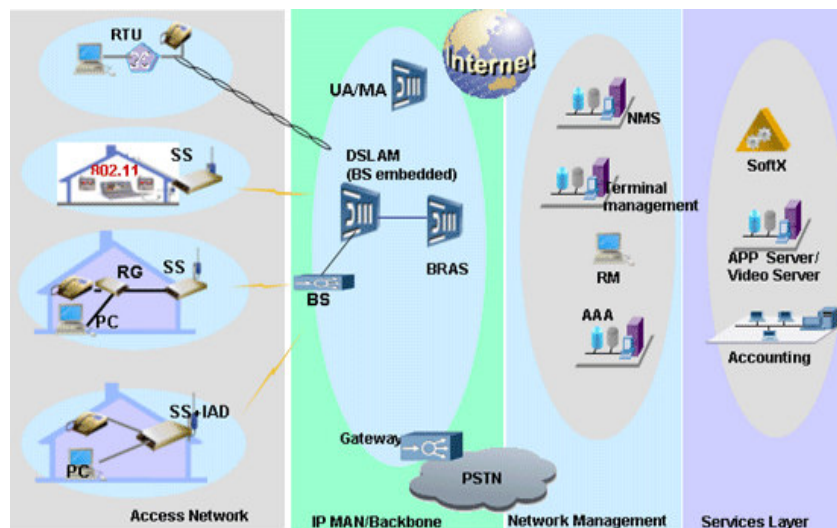 RTU
SS
802.11
RG
SS
PC
SS+IAD
PC
Access Network
Internet
UA/MA
DSLAM
(BS embedded)
BRAS
BS
Gateway
PSTN
IP MAN/Backbone
NMS
Terminal
management
RM
AAA
Network Management
SoftX
APP Server/
Video Server
Accounting
Services Layer